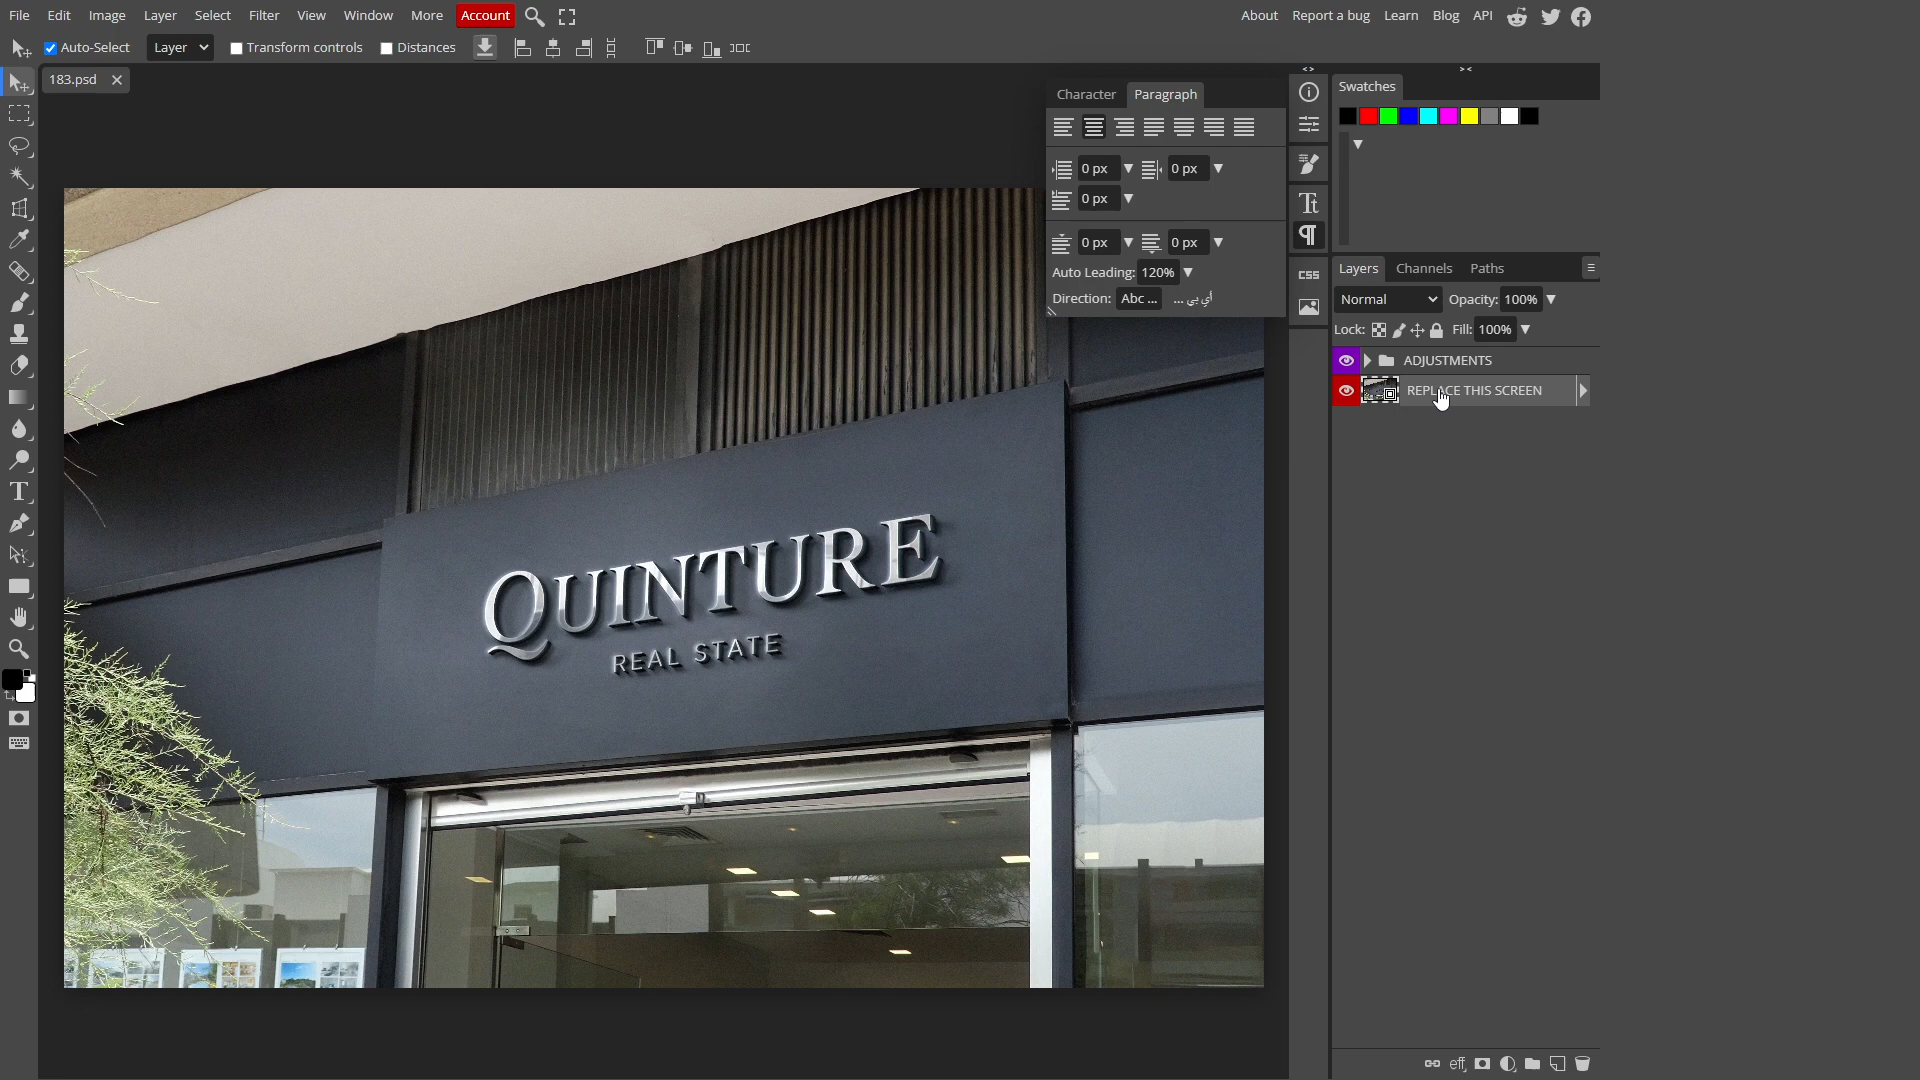 File Edit Image Layer Select Filter View Window More Account About Report a bug Learn Blog API
Auto-Select Layer Transform controls Distances
183.psd
Character Paragraph
0 px 0 px
0 px
0 px 0 px
Auto Leading: 120%
Direction: Abc ... أي بي ...
CSS
Swatches
Layers Channels Paths
Normal Opacity: 100%
Lock: Fill: 100%
ADJUSTMENTS
REPLACE THIS SCREEN
eff
QUINTURE
REAL STATE